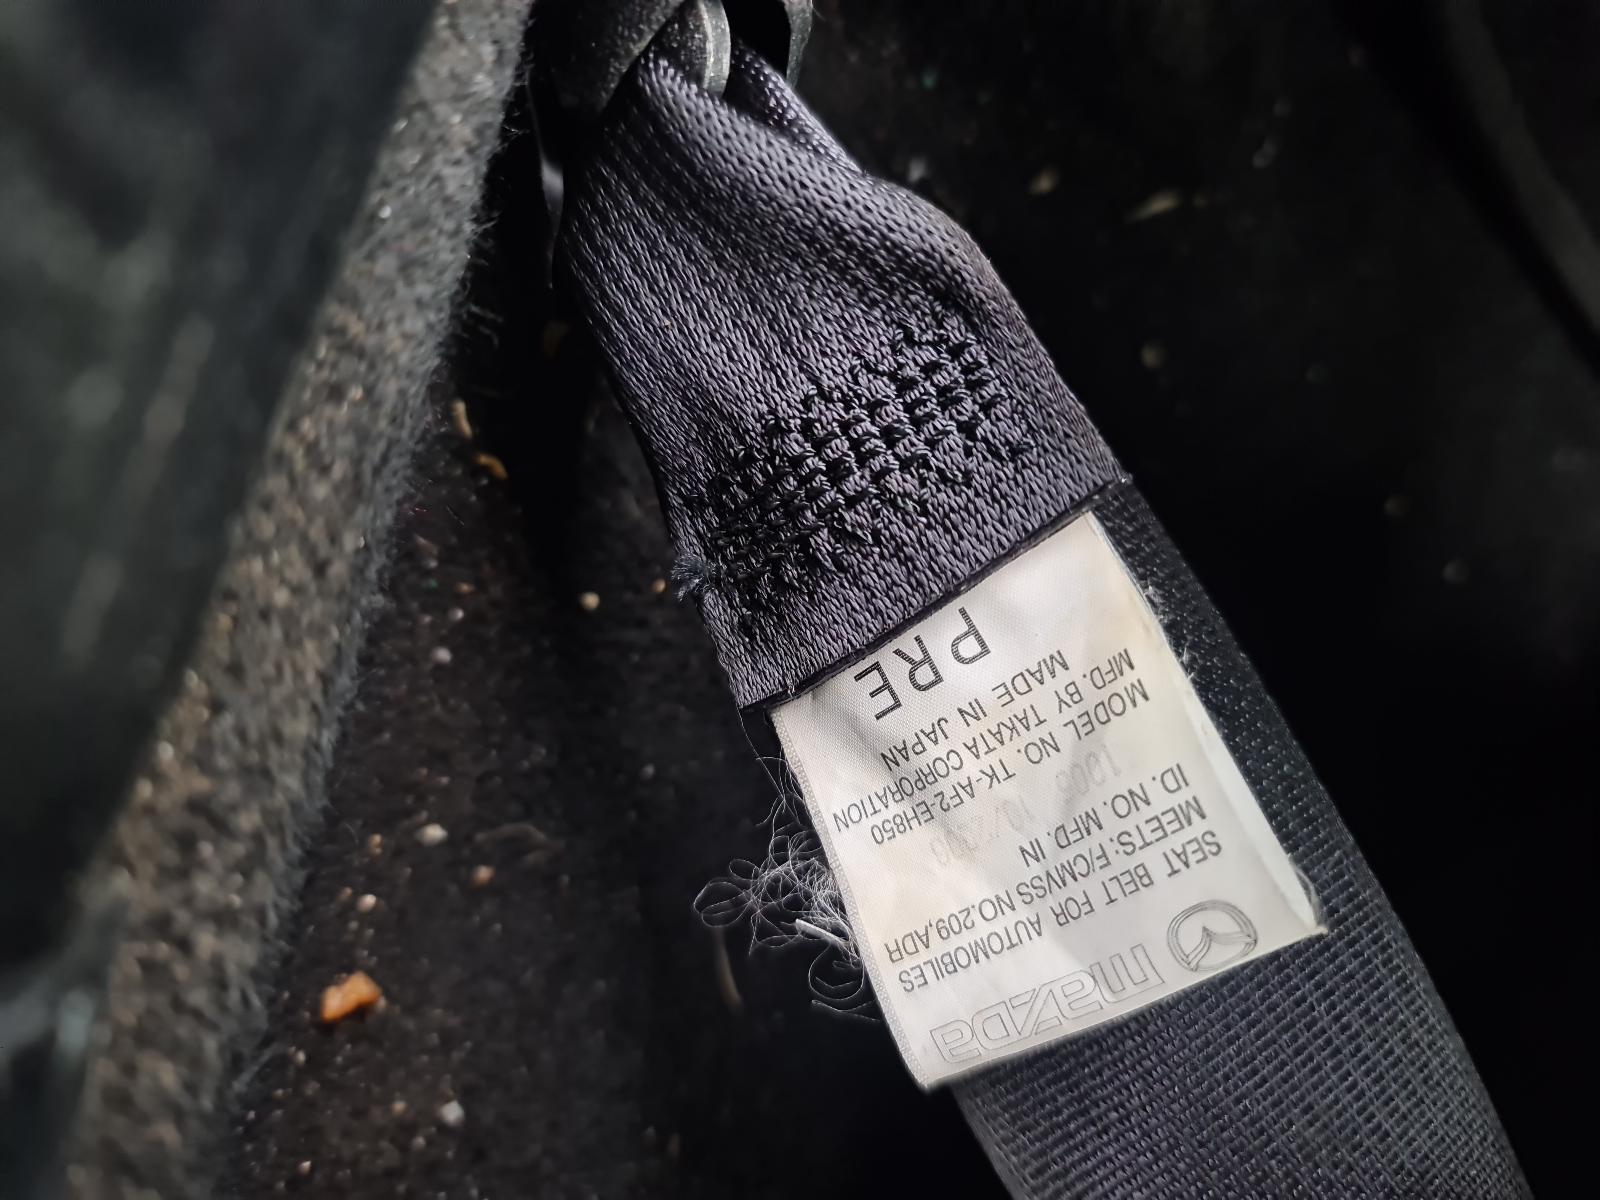 mazDa
SEAT BELT FOR AUTOMOBILES
MEETS: F/CMVSS NO.209,ADR
ID. NO. MFD. IN
MODEL NO. TK-AF2-EH850
MFD. BY TAKATA CORPORATION
MADE IN JAPAN
PRE